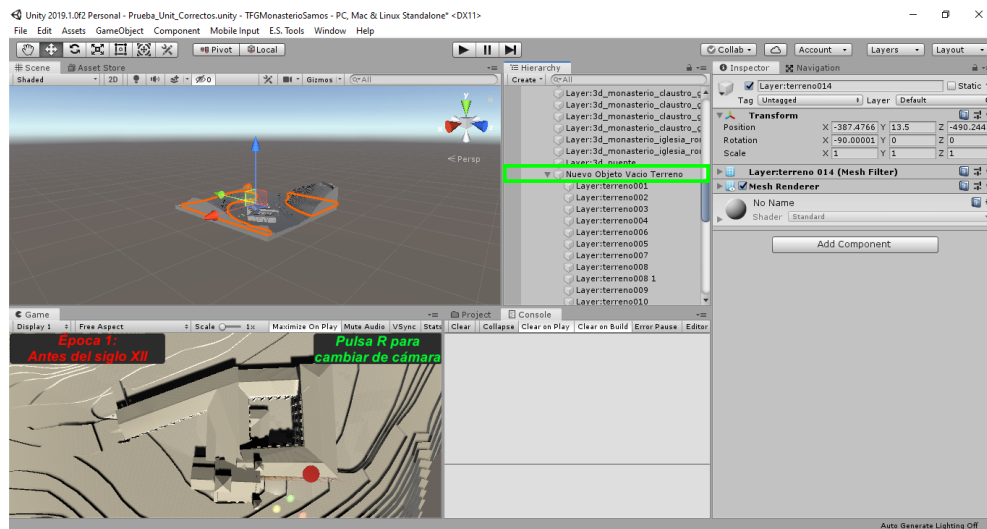 Unity 2019.1.0f2 Personal - Prueba_Unit_Correctos.unity - TFGMonasterioSamos - PC, Mac & Linux Standalone* <DX11>
File Edit Assets GameObject Component Mobile Input E.S. Tools Window Help
Pivot Local Collab Account Layers Layout
Scene Asset Store
Shaded 2D 0 Gizmos All
y
Persp
Hierarchy
Create All
Layer:3d_monasterio_claustro_g
Layer:3d_monasterio_claustro_g
Layer:3d_monasterio_claustro_g
Layer:3d_monasterio_claustro_g
Layer:3d_monasterio_iglesia_ror
Layer:3d_monasterio_iglesia_ror
Layer:3d_puente
Nuevo Objeto Vacio Terreno
Layer:terreno001
Layer:terreno002
Layer:terreno003
Layer:terreno004
Layer:terreno006
Layer:terreno005
Layer:terreno007
Layer:terreno008
Layer:terreno008 1
Layer:terreno009
Layer:terreno010
Inspector Navigation
Layer:terreno014 Static
Tag Untagged Layer Default
Transform
Position X -387.4766 Y 13.5 Z -490.244
Rotation X -90.00001 Y 0 Z 0
Scale X 1 Y 1 Z 1
Layer:terreno 014 (Mesh Filter)
Mesh Renderer
No Name
Shader Standard
Add Component
Game
Display 1 Free Aspect Scale 1x Maximize On Play Mute Audio VSync Stats
Época 1:
Antes del siglo XII
Pulsa R para
cambiar de cámara
Project Console
Clear Collapse Clear on Play Clear on Build Error Pause Editor
Auto Generate Lighting Off